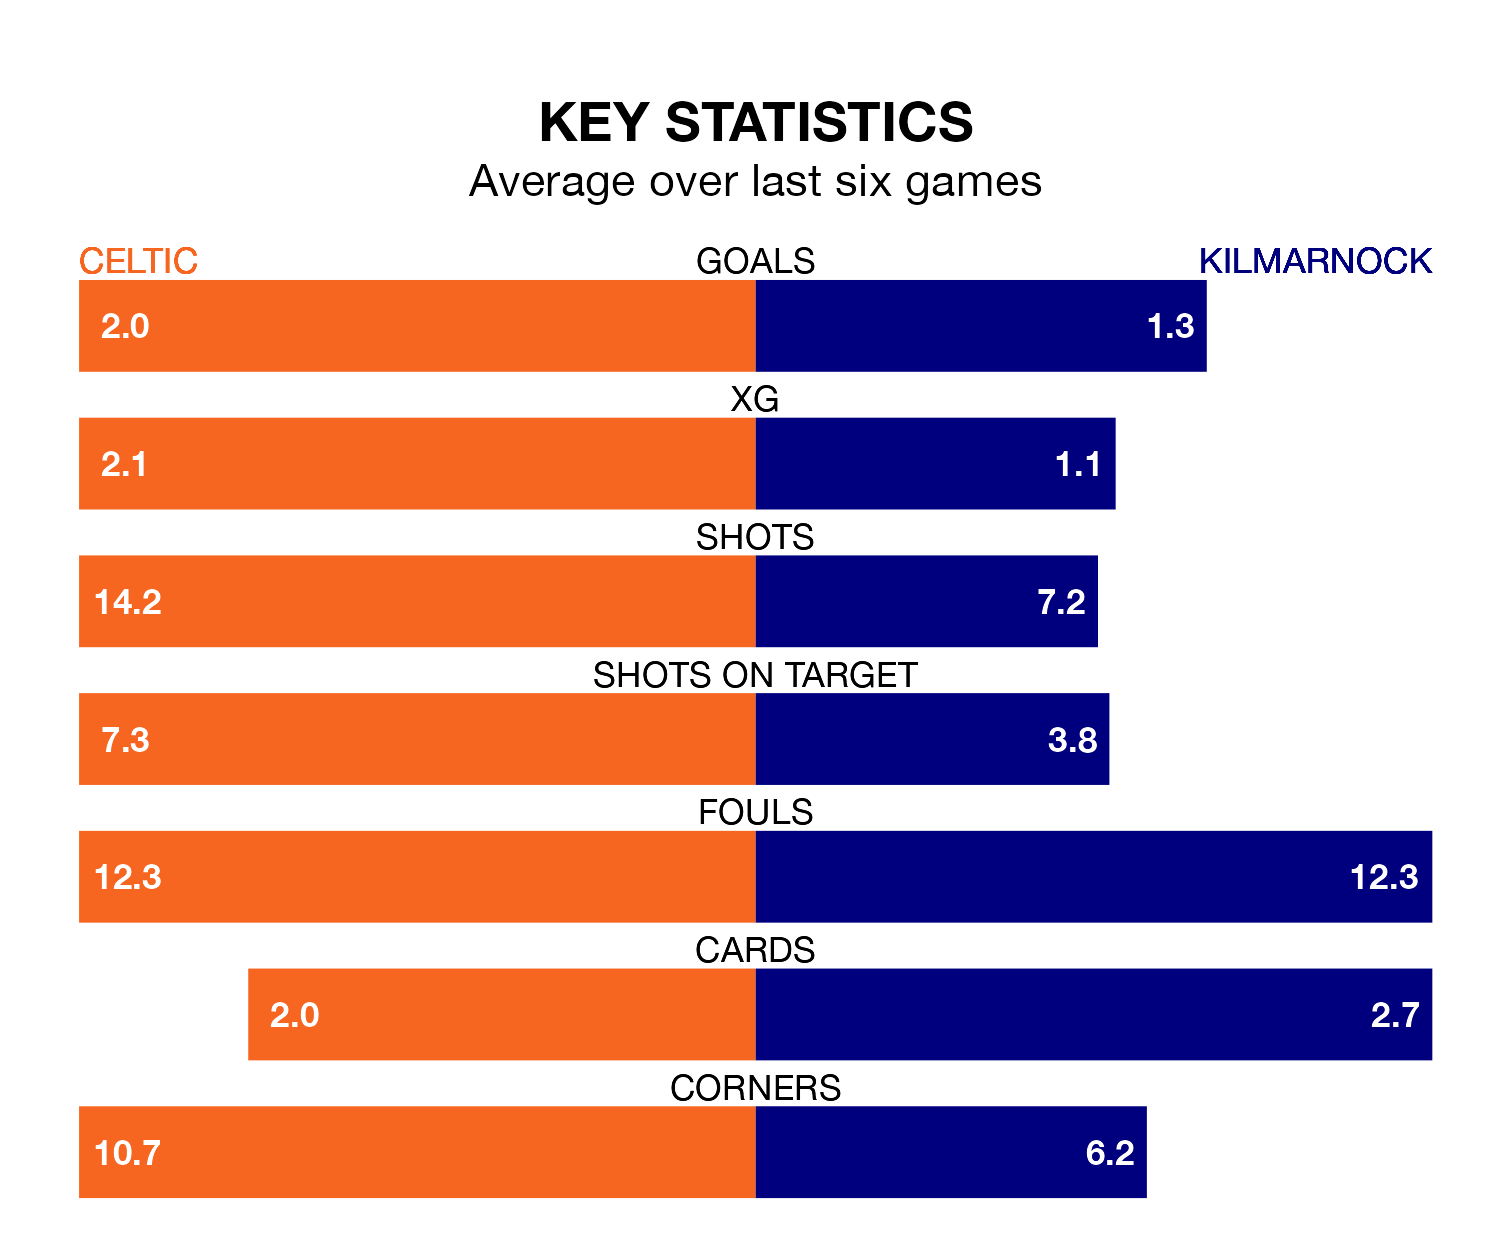 KEY STATISTICS
Average over last six games
CELTIC GOALS KILMARNOCK
2.0 1.3
XG
2.1 1.1
SHOTS
14.2 7.2
SHOTS ON TARGET
7.3 3.8
FOULS
12.3 12.3
CARDS
2.0 2.7
CORNERS
10.7 6.2